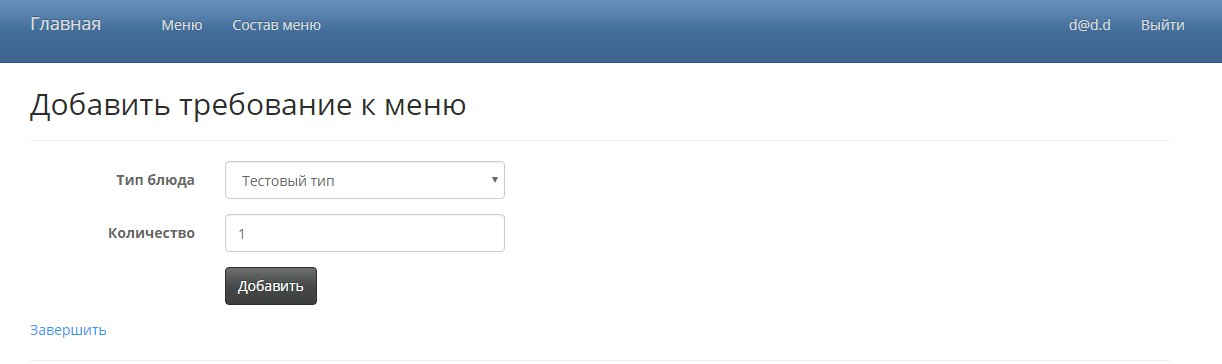 Главная Меню Состав меню d@d.d Выйти
Добавить требование к меню
Тип блюда Тестовый тип
Количество 1
Добавить
Завершить